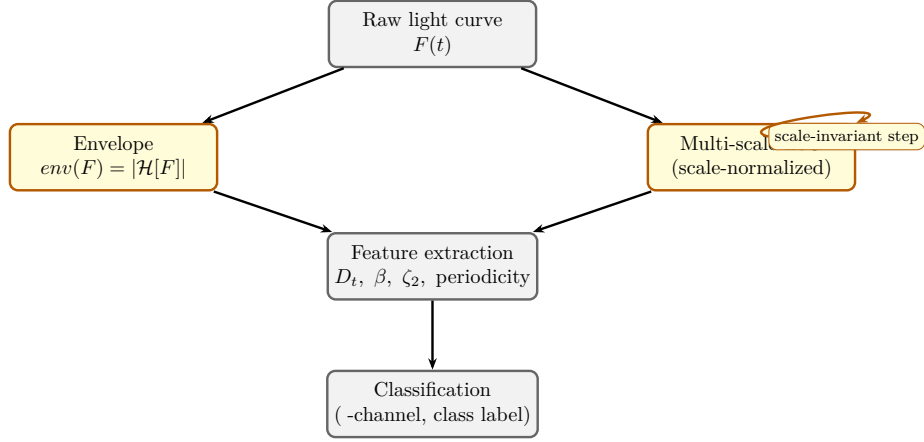 Raw light curve
F(t)
Envelope
env(F) = |ℋ[F]|
Multi-scale
(scale-normalized)
scale-invariant step
Feature extraction
D_t, β, ζ_2, periodicity
Classification
( -channel, class label)